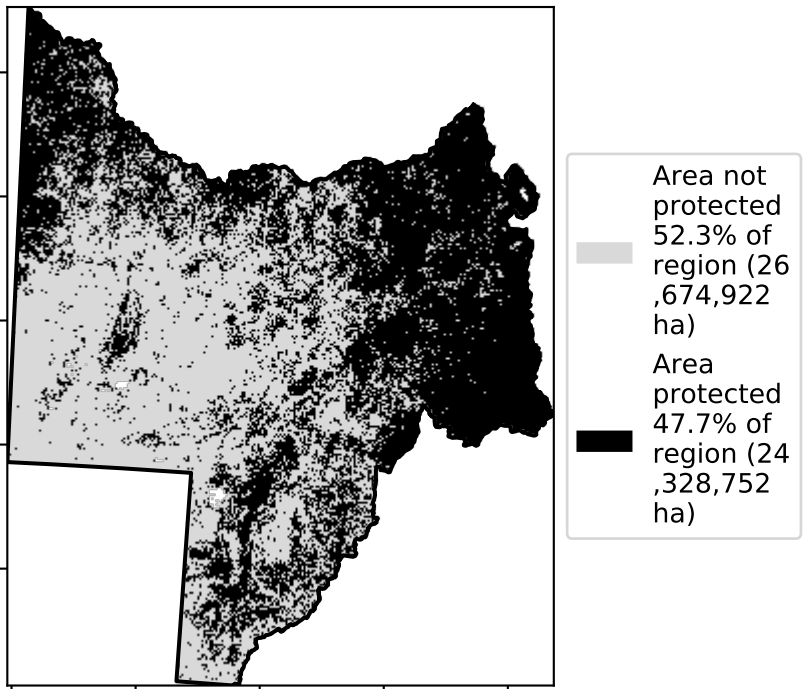 Area not
protected
52.3% of
region (26
,674,922
ha)
Area
protected
47.7% of
region (24
,328,752
ha)